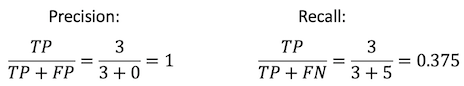 Precision:
TP/(TP + FP) = 3/(3 + 0) = 1
Recall:
TP/(TP + FN) = 3/(3 + 5) = 0.375